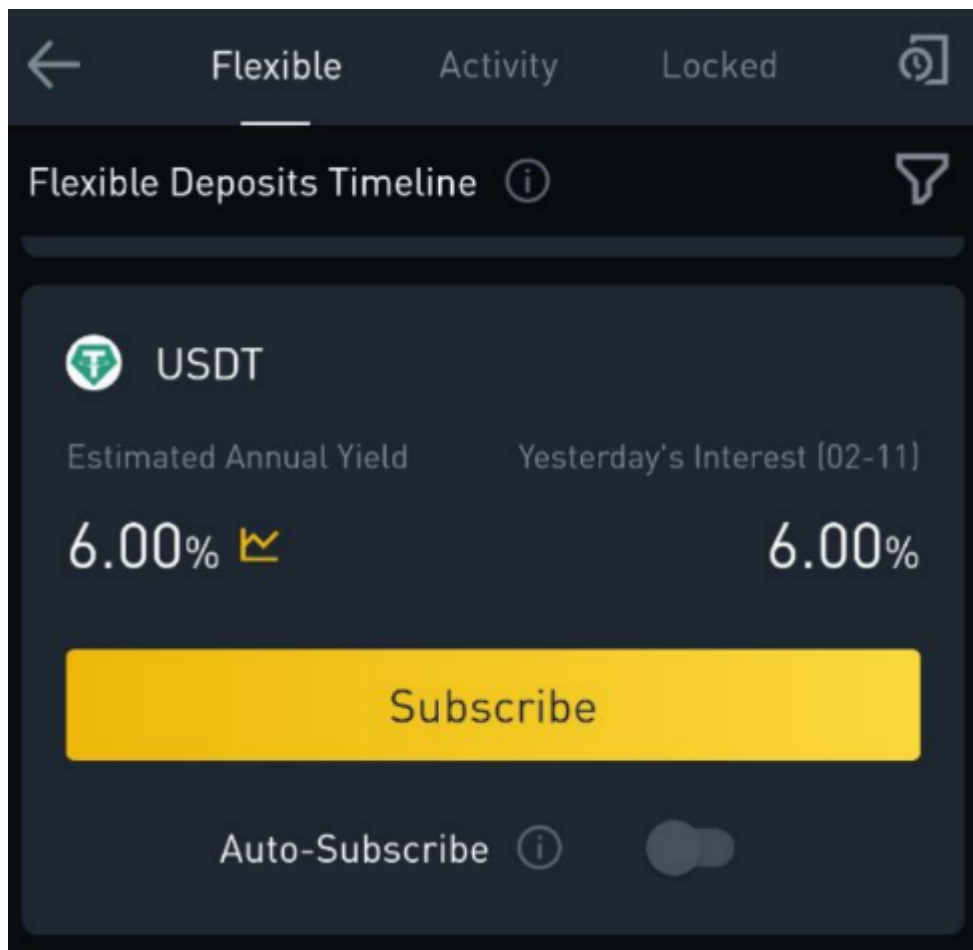 Flexible Activity Locked
Flexible Deposits Timeline
USDT
Estimated Annual Yield Yesterday's Interest (02-11)
6.00% 6.00%
Subscribe
Auto-Subscribe